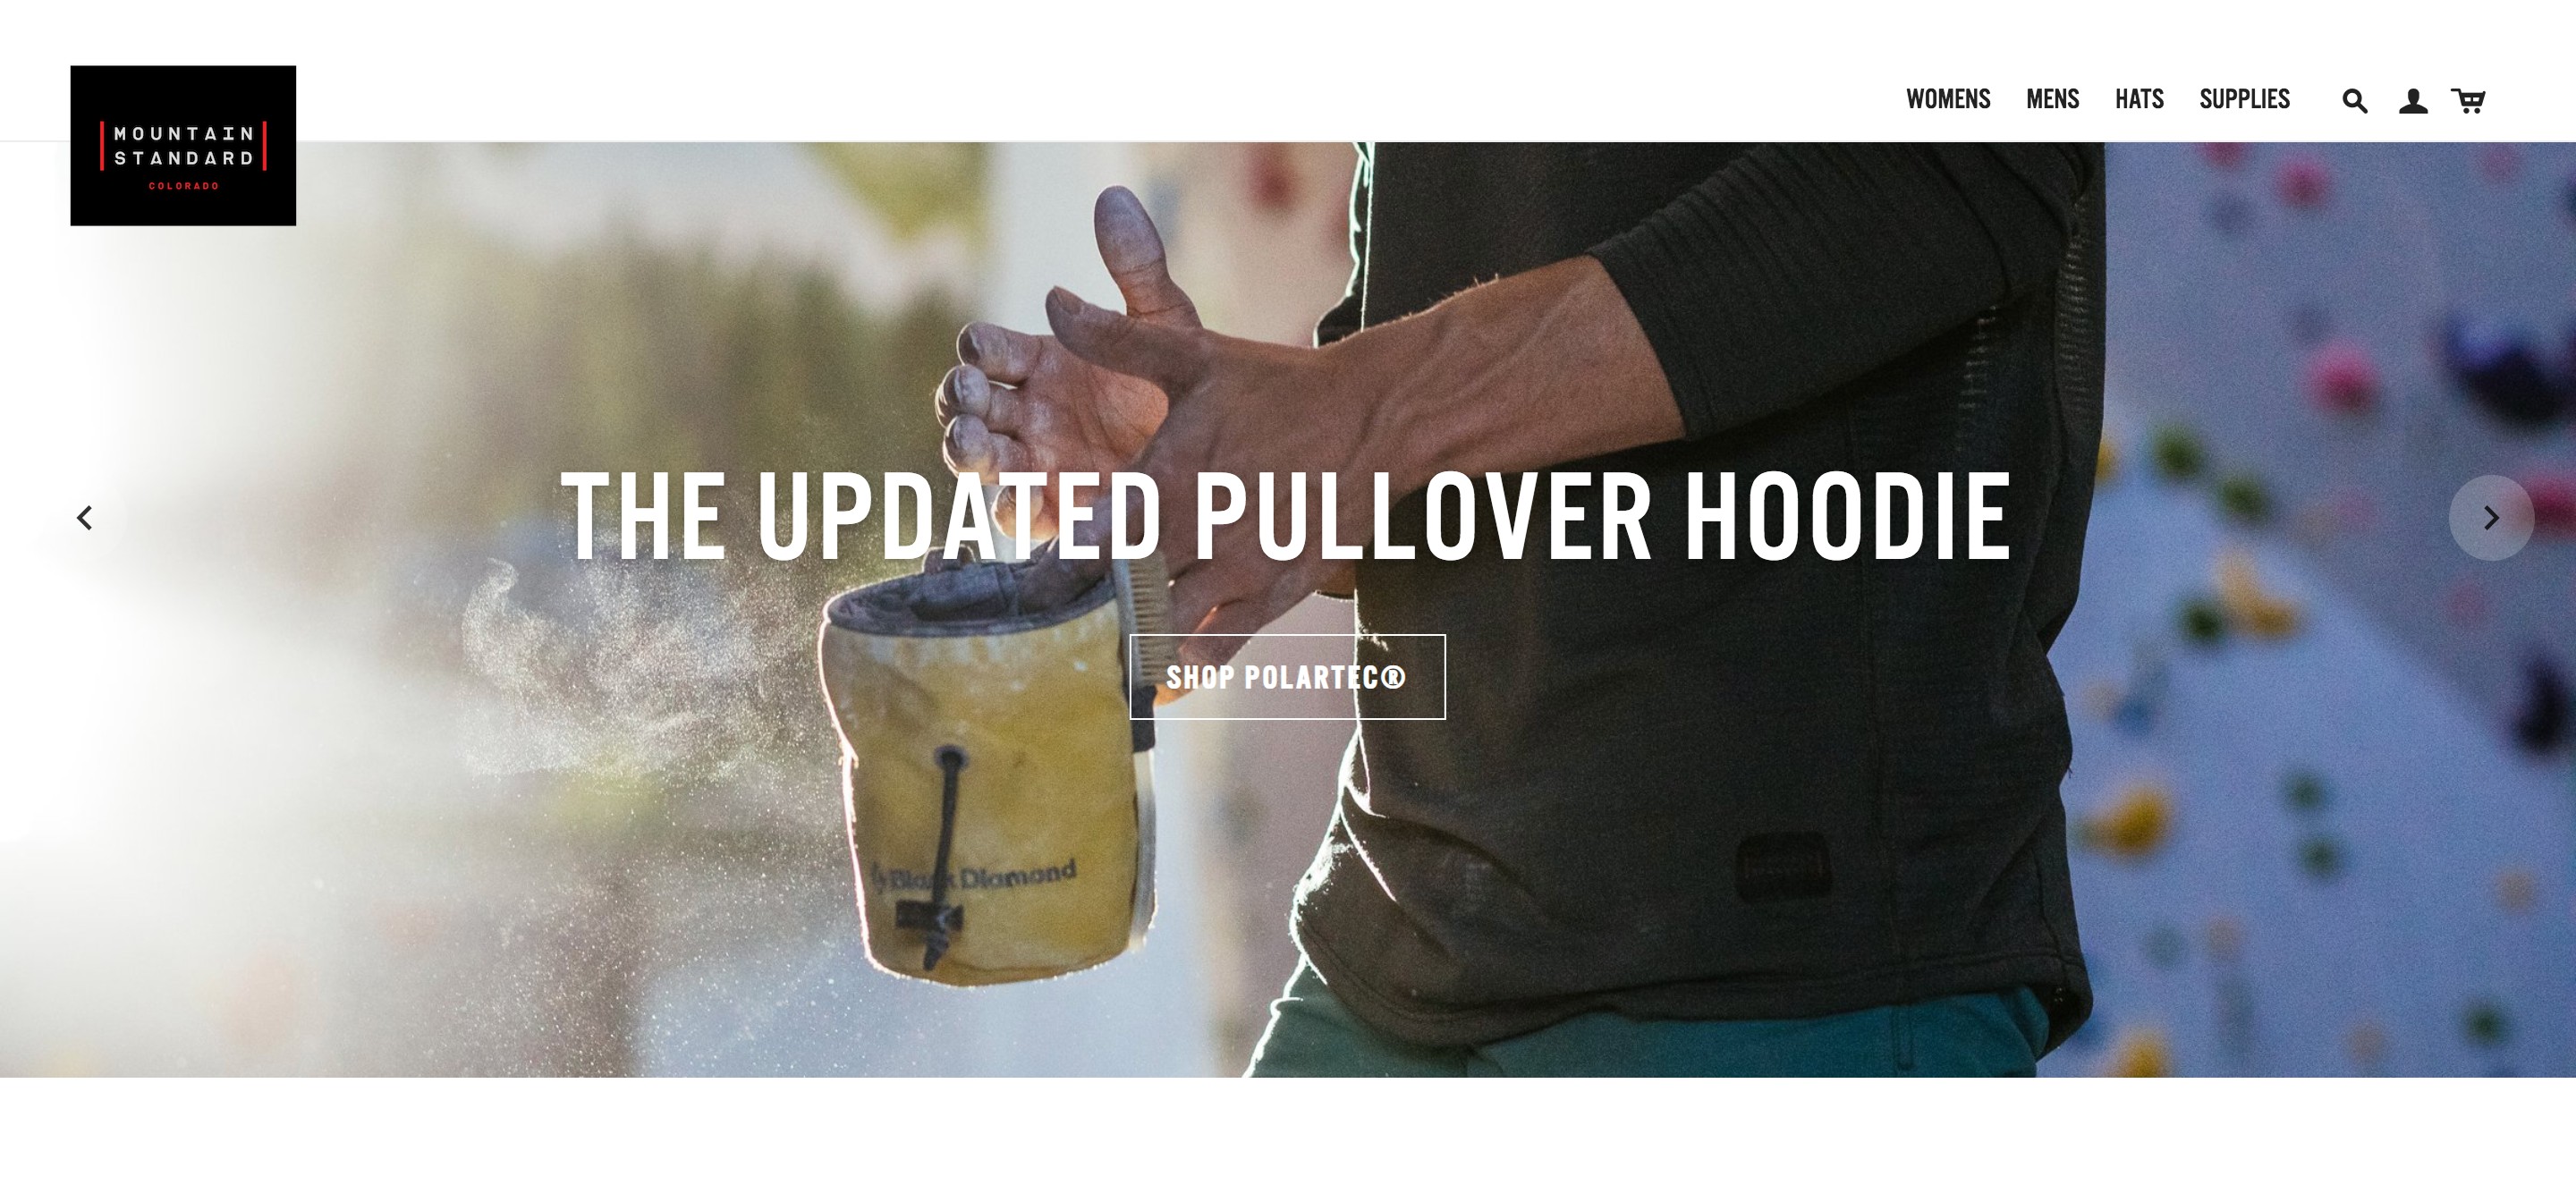 MOUNTAIN
STANDARD
COLORADO
WOMENS MENS HATS SUPPLIES
THE UPDATED PULLOVER HOODIE
SHOP POLARTEC®
Black Diamond